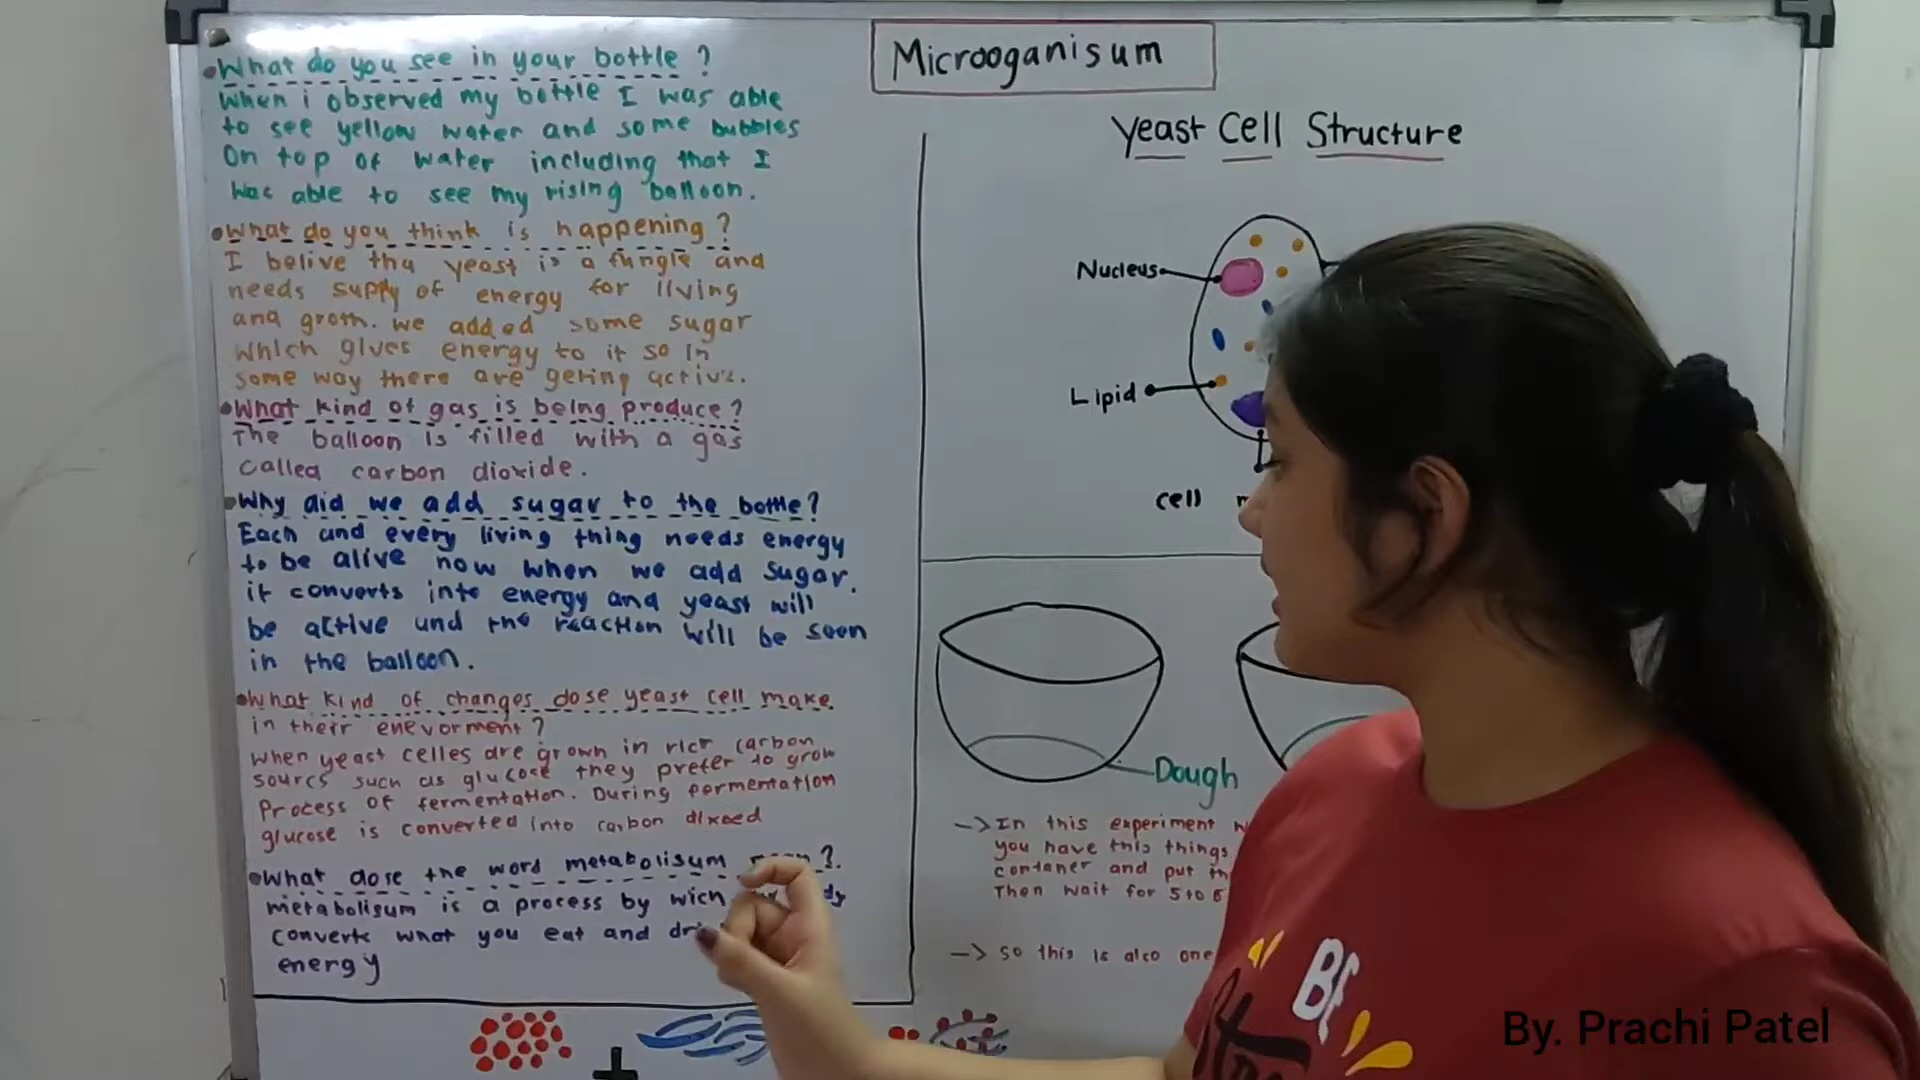 Microoganisum
What do you see in your bottle ?
When i observed my bottle I was able
to see yellow water and some bubbles
On top of water including that I
was able to see my rising balloon.
What do you think is happening ?
I belive tha yeast is a fungle and
needs supply of energy for living
and groth. we added some sugar
which gives energy to it so in
some way there are gering active.
What kind of gas is being produce ?
The balloon is filled with a gas
called carbon dioxide.
Why did we add sugar to the bottle?
Each and every living thing needs energy
to be alive now when we add sugar.
it converts into energy and yeast will
be active and the reaction will be soon
in the balloon.
What kind of changes dose yeast cell make
in their enevorment ?
When yeast celles are grown in rich carbon
sourcs such as glucose they prefer to grow
Process of fermentation. During fermentation
glucose is converted into carbon dixoed
What dose the word metabolisum ?.
metabolisum is a process by wich
converts what you eat and
energy
Yeast Cell Structure
Nucleus
Lipid
cell
Dough
-> In this experiment
you have this things
contaner and put
Then wait for 5 to
-> so this is also one
BE
By. Prachi Patel